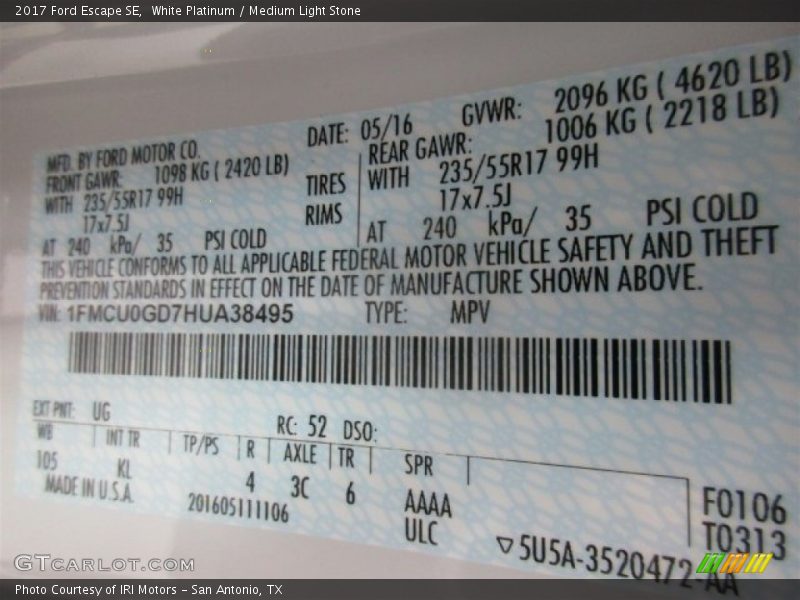 2017 Ford Escape SE,  White Platinum / Medium Light Stone
MFD. BY FORD MOTOR CO. DATE: 05/16 GVWR: 2096 KG ( 4620 LB)
FRONT GAWR: 1098 KG ( 2420 LB) REAR GAWR: 1006 KG ( 2218 LB)
WITH 235/55R17 99H TIRES WITH 235/55R17 99H
17x7.5J RIMS 17x7.5J
AT 240 kPa/ 35 PSI COLD AT 240 kPa/ 35 PSI COLD
THIS VEHICLE CONFORMS TO ALL APPLICABLE FEDERAL MOTOR VEHICLE SAFETY AND THEFT
PREVENTION STANDARDS IN EFFECT ON THE DATE OF MANUFACTURE SHOWN ABOVE.
VIN: 1FMCU0GD7HUA38495 TYPE: MPV
EXT PNT: UG RC: 52 DSO:
WB INT TR TP/PS R AXLE TR SPR
105 KL 4 3C 6 AAAA F0106
MADE IN U.S.A. 201605111106 ULC T0313
5U5A-3520472-AA
GTcarlot.com
Photo Courtesy of IRI Motors – San Antonio, TX